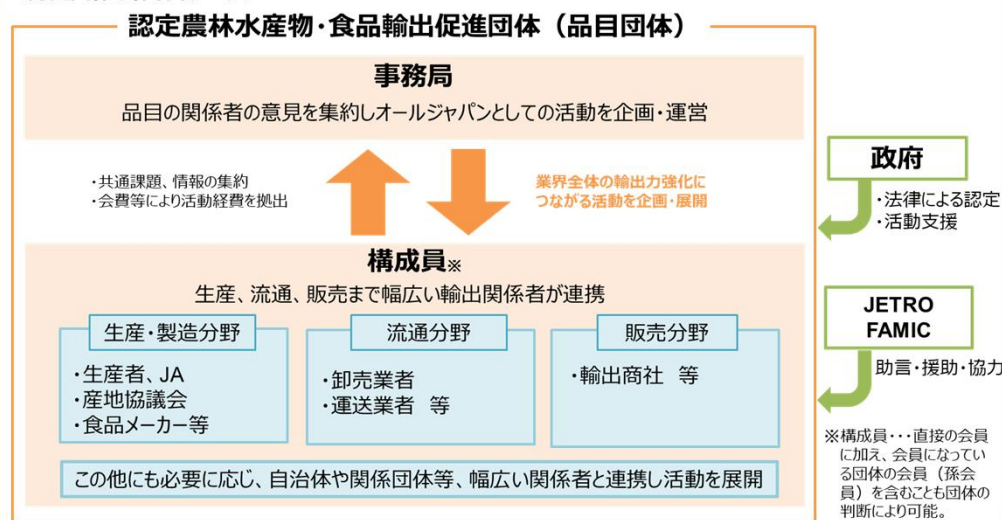 認定農林水産物・食品輸出促進団体（品目団体）
事務局
品目の関係者の意見を集約しオールジャパンとしての活動を企画・運営
・共通課題、情報の集約
・会費等により活動経費を拠出
業界全体の輸出力強化に
つながる活動を企画・展開
構成員※
生産、流通、販売まで幅広い輸出関係者が連携
生産・製造分野
・生産者、JA
・産地協議会
・食品メーカー等
流通分野
・卸売業者
・運送業者 等
販売分野
・輸出商社 等
この他にも必要に応じ、自治体や関係団体等、幅広い関係者と連携し活動を展開
政府
・法律による認定
・活動支援
JETRO
FAMIC
助言・援助・協力
※構成員・・・直接の会員
に加え、会員になってい
る団体の会員（孫会
員）を含むことも団体の
判断により可能。